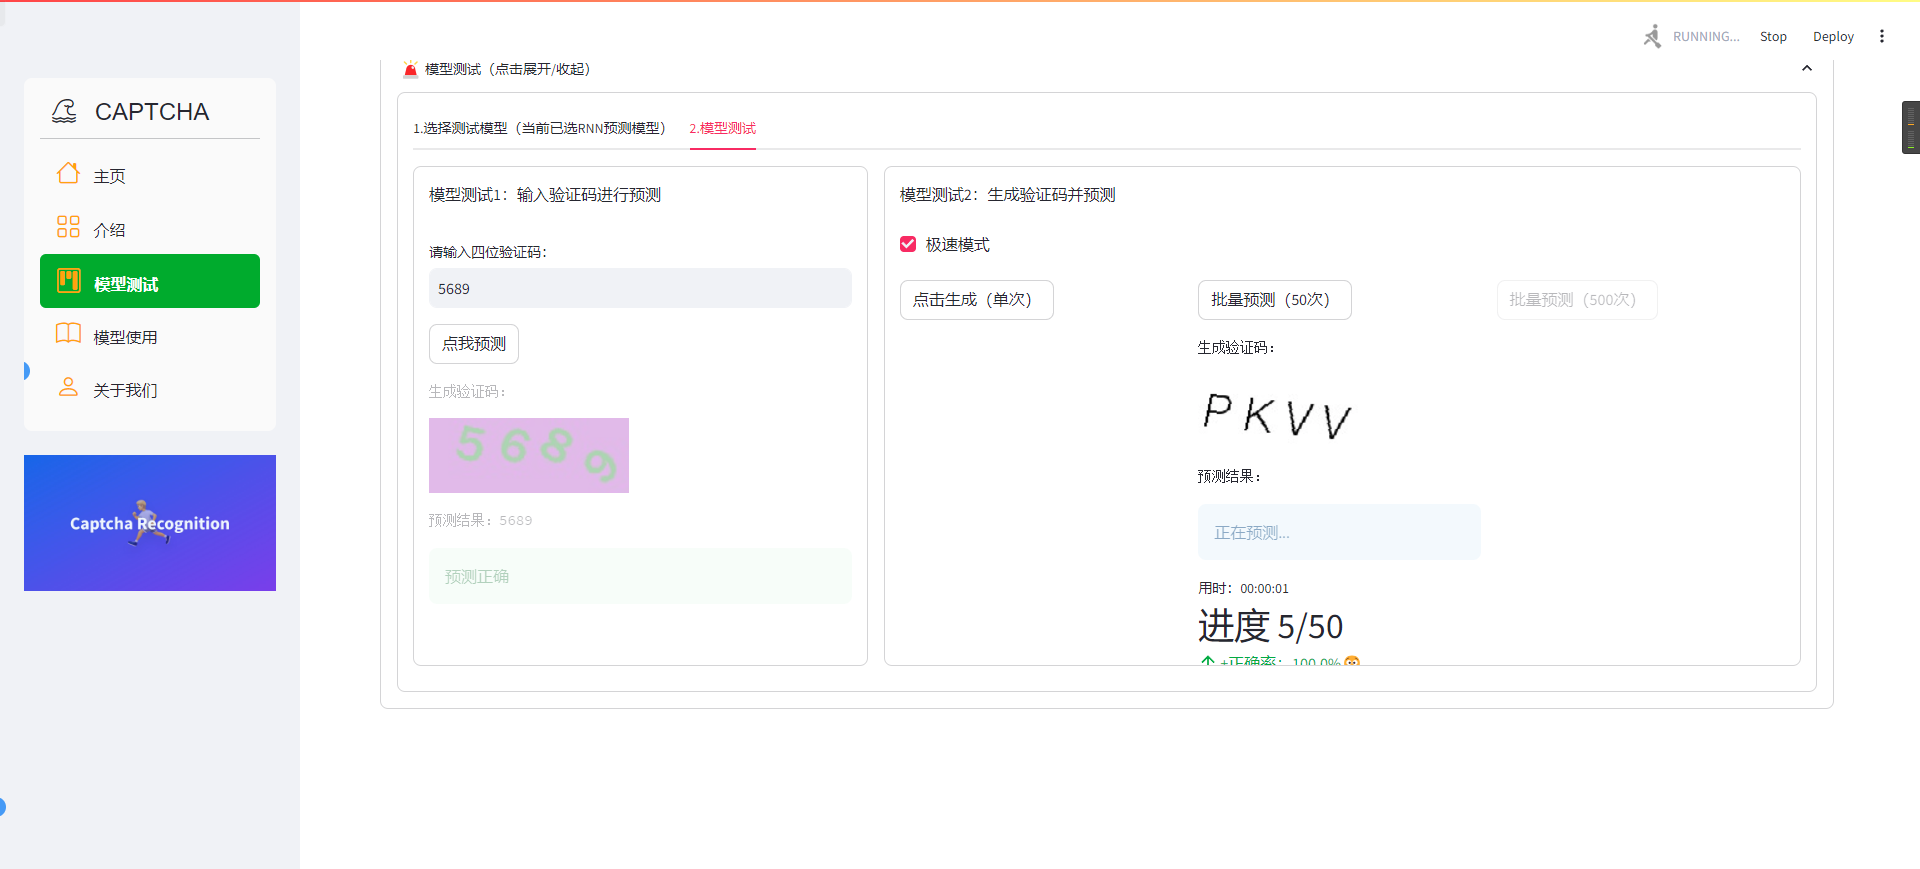 RUNNING...
Stop
Deploy
CAPTCHA
主页
介绍
模型测试
模型使用
关于我们
Captcha Recognition
模型测试（点击展开/收起）
1.选择测试模型（当前已选RNN预测模型）
2.模型测试
模型测试1：输入验证码进行预测
请输入四位验证码：
5689
点我预测
生成验证码：
5689
预测结果：5689
预测正确
模型测试2：生成验证码并预测
极速模式
点击生成（单次）
批量预测（50次）
批量预测（500次）
生成验证码：
PKVV
预测结果：
正在预测...
用时：00:00:01
进度 5/50
+正确率：100.0%